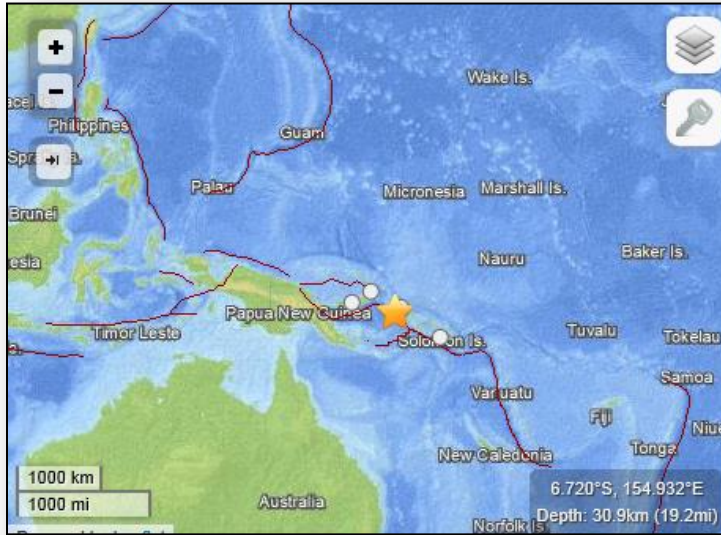 +
Wake Is.
−
Philippines
Guam
Palau
Micronesia
Marshall Is.
Brunei
Nauru
Baker Is.
esia
Papua New Guinea
Timor Leste
Solomon Is.
Tuvalu
Tokelau
Samoa
Vanuatu
Fiji
Niue
New Caledonia
Tonga
1000 km
1000 mi
Australia
6.720°S, 154.932°E
Depth: 30.9km (19.2mi)
Norfolk Is.